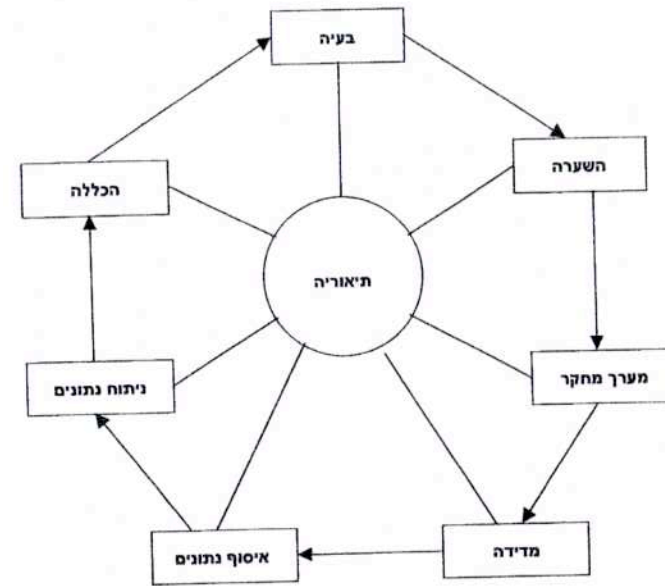 בעיה
השערה
מערך מחקר
מדידה
איסוף נתונים
ניתוח נתונים
הכללה
תיאוריה